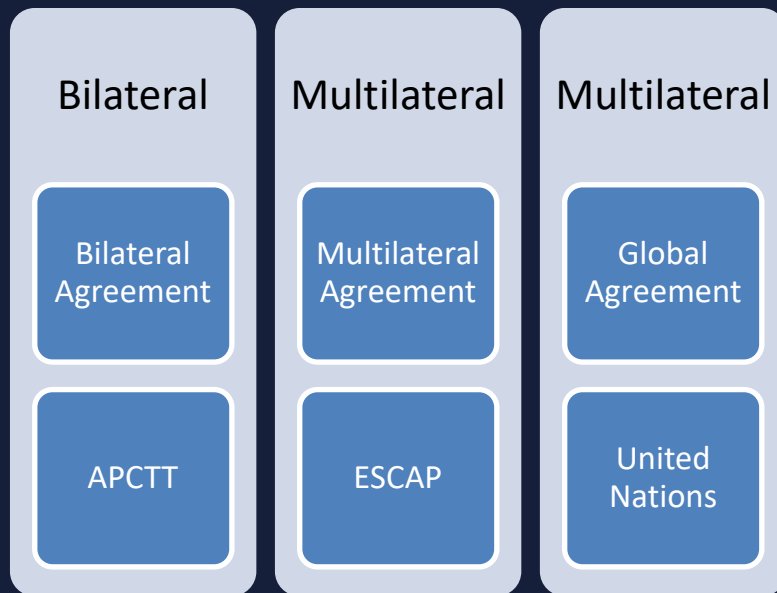 Bilateral
Bilateral
Agreement
APCTT
Multilateral
Multilateral
Agreement
ESCAP
Multilateral
Global
Agreement
United
Nations